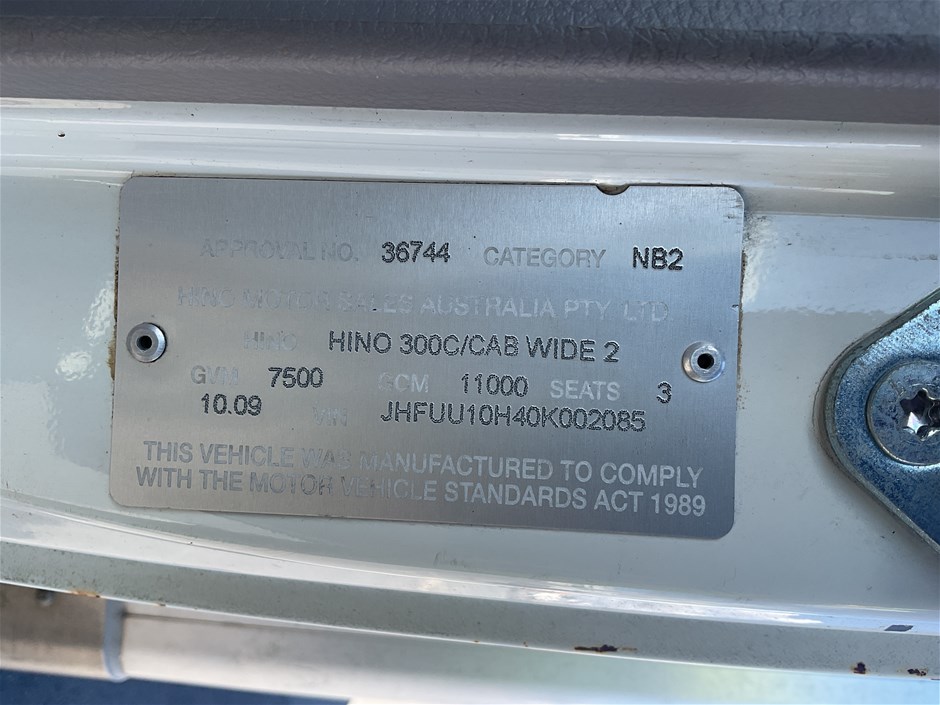 APPROVAL NO. 36744 CATEGORY NB2
HINO MOTOR SALES AUSTRALIA PTY. LTD.
HINO HINO 300C/CAB WIDE 2
GVM 7500 GCM 11000 SEATS 3
10.09 VIN JHFUU10H40K002085
THIS VEHICLE WAS MANUFACTURED TO COMPLY
WITH THE MOTOR VEHICLE STANDARDS ACT 1989